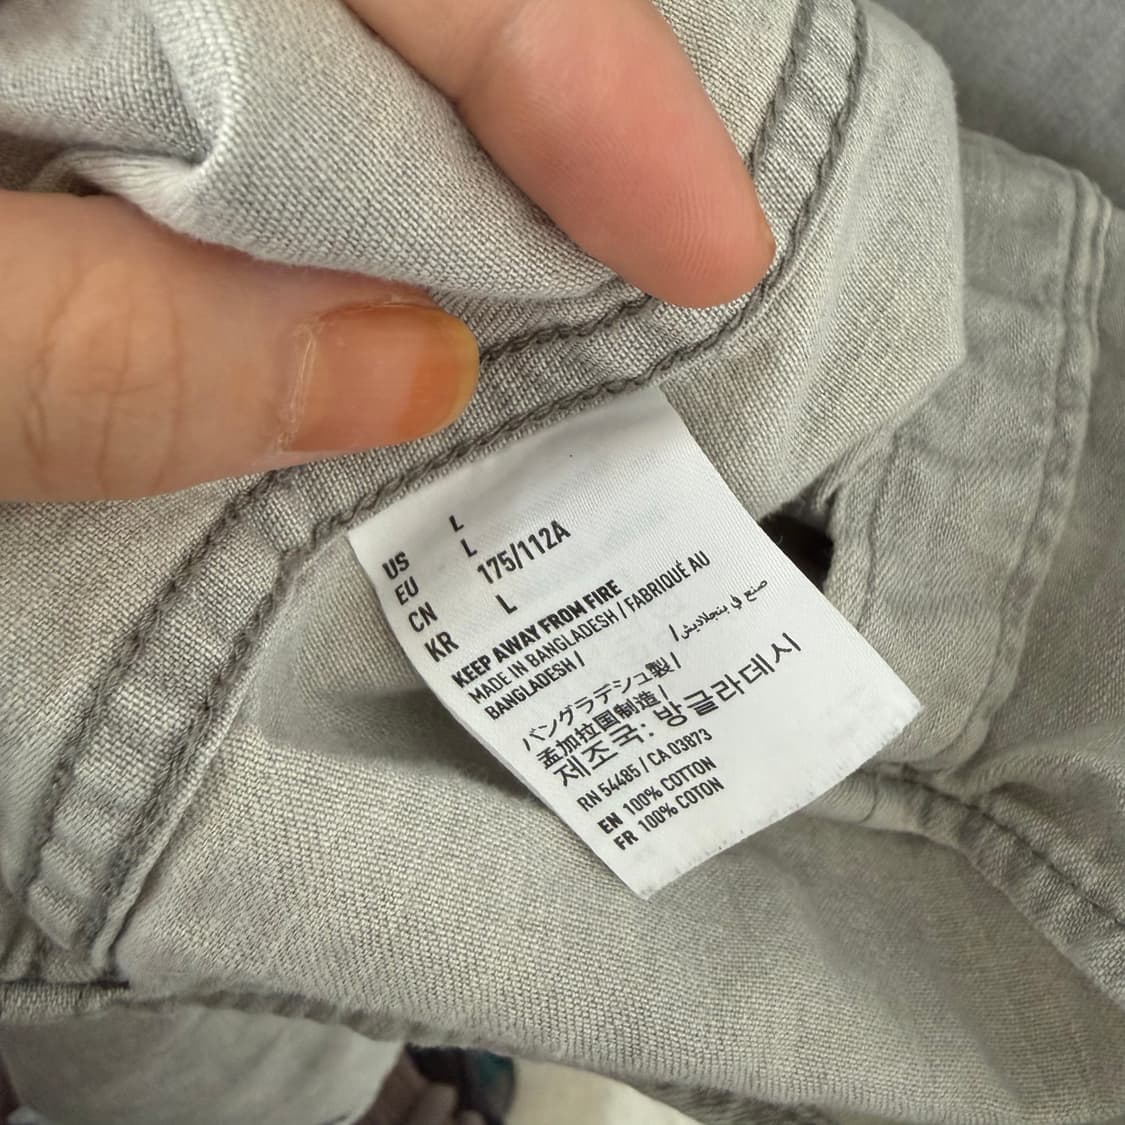 US L
EU L
CN 175/112A
KR L
KEEP AWAY FROM FIRE
MADE IN BANGLADESH / FABRIQUÉ AU
BANGLADESH /
صنع في بنجلاديش/
バングラデシュ製/
孟加拉国制造/
제조국: 방글라데시
RN 54485 / CA 03873
EN 100% COTTON
FR 100% COTON